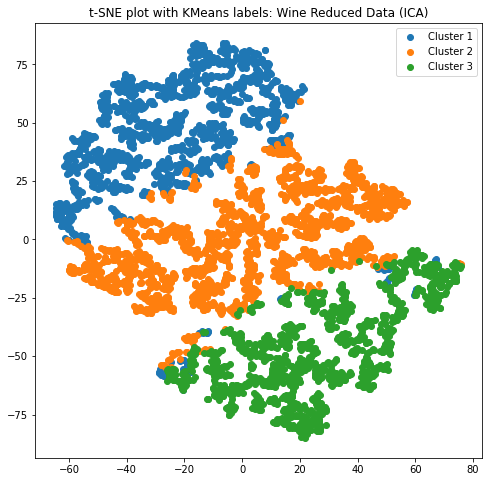 t-SNE plot with KMeans labels: Wine Reduced Data (ICA)
Cluster 1
Cluster 2
Cluster 3
75
50
25
0
−25
−50
−75
−60 −40 −20 0 20 40 60 80